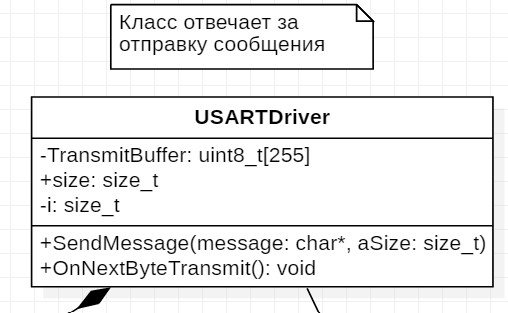 Класс отвечает за
отправку сообщения
USARTDriver
-TransmitBuffer: uint8_t[255]
+size: size_t
-i: size_t
+SendMessage(message: char*, aSize: size_t)
+OnNextByteTransmit(): void